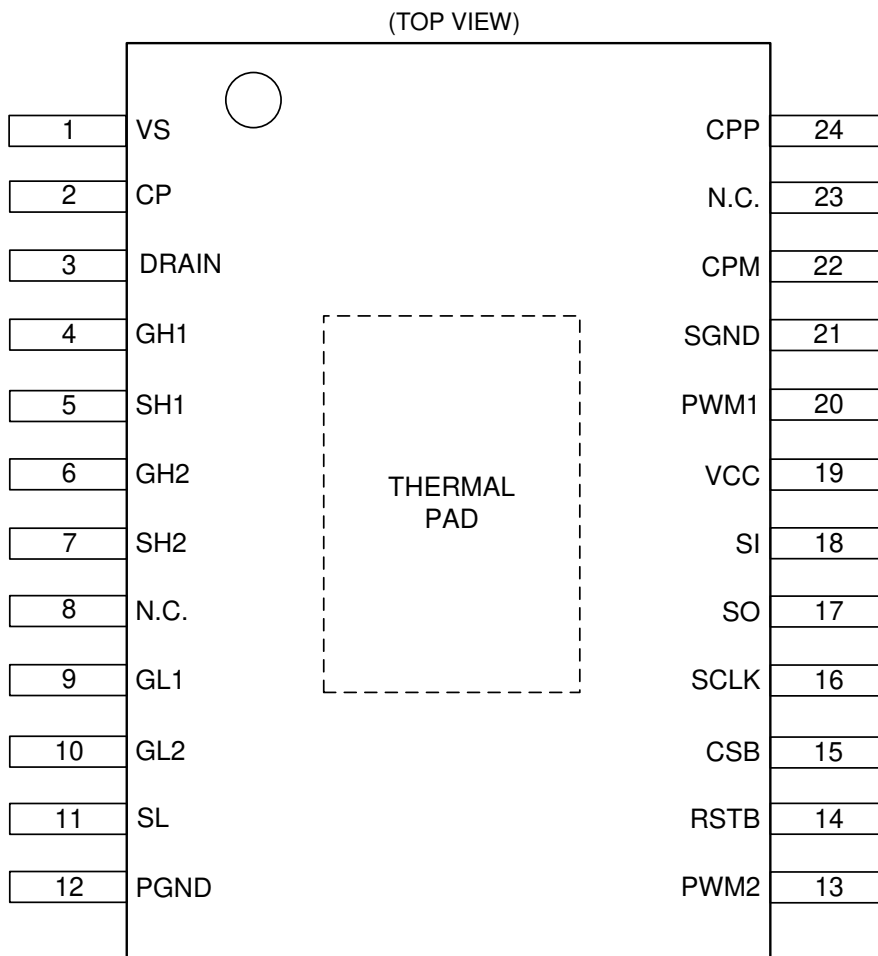 (TOP VIEW)
1 VS CPP 24
2 CP N.C. 23
3 DRAIN CPM 22
4 GH1 SGND 21
5 SH1 PWM1 20
6 GH2 VCC 19
THERMAL
PAD
7 SH2 SI 18
8 N.C. SO 17
9 GL1 SCLK 16
10 GL2 CSB 15
11 SL RSTB 14
12 PGND PWM2 13